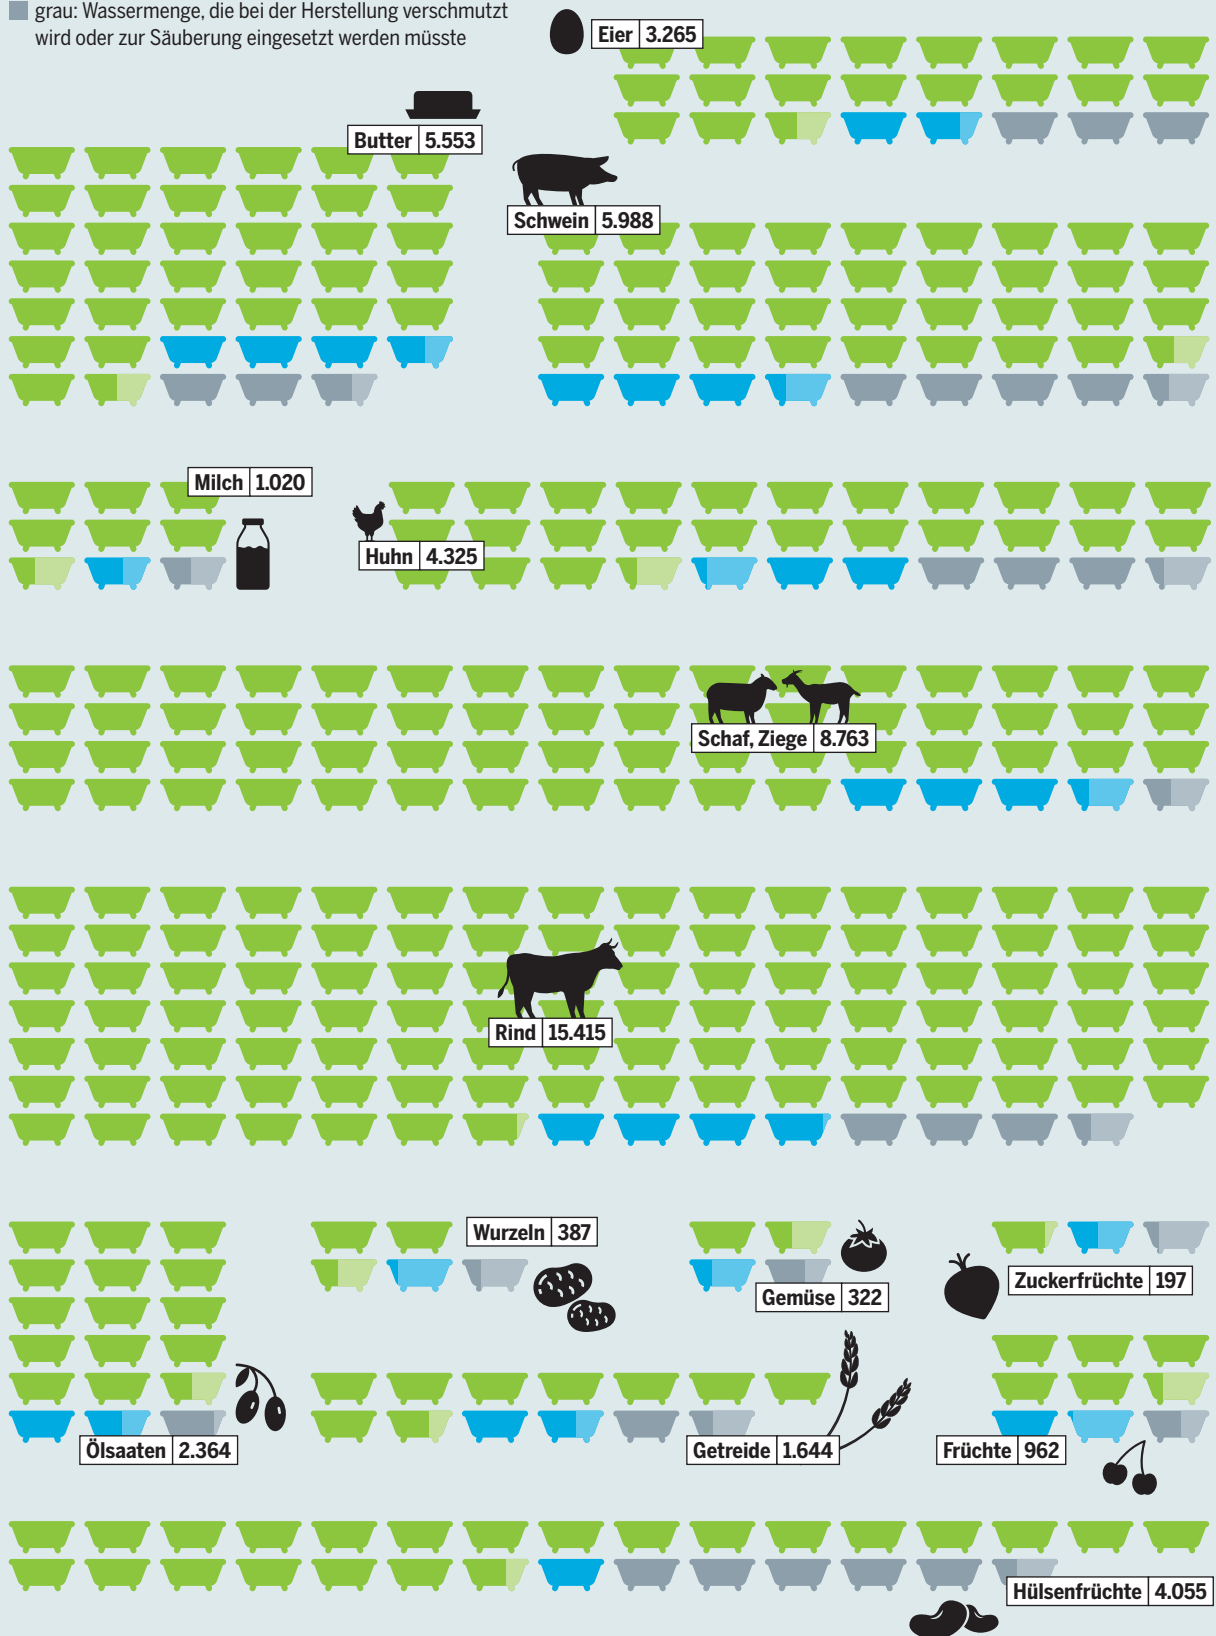 grau: Wassermenge, die bei der Herstellung verschmutzt
wird oder zur Säuberung eingesetzt werden müsste
Eier 3.265
Butter 5.553
Schwein 5.988
Milch 1.020
Huhn 4.325
Schaf, Ziege 8.763
Rind 15.415
Wurzeln 387
Gemüse 322
Zuckerfrüchte 197
Ölsaaten 2.364
Getreide 1.644
Früchte 962
Hülsenfrüchte 4.055